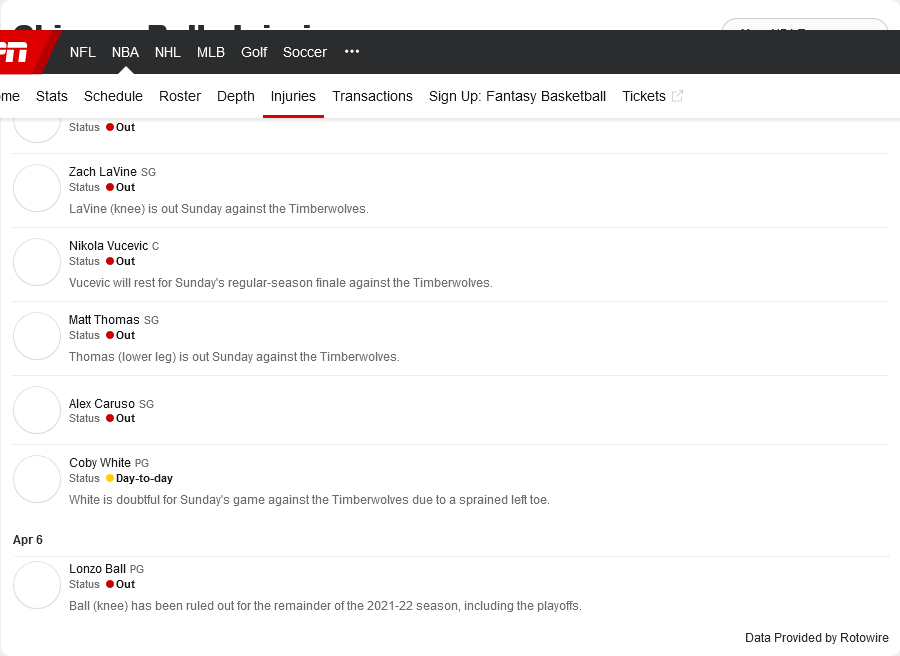 NFL NBA NHL MLB Golf Soccer •••
Stats Schedule Roster Depth Injuries Transactions Sign Up: Fantasy Basketball Tickets
Status Out
Zach LaVine SG
Status Out
LaVine (knee) is out Sunday against the Timberwolves.
Nikola Vucevic C
Status Out
Vucevic will rest for Sunday's regular-season finale against the Timberwolves.
Matt Thomas SG
Status Out
Thomas (lower leg) is out Sunday against the Timberwolves.
Alex Caruso SG
Status Out
Coby White PG
Status Day-to-day
White is doubtful for Sunday's game against the Timberwolves due to a sprained left toe.
Apr 6
Lonzo Ball PG
Status Out
Ball (knee) has been ruled out for the remainder of the 2021-22 season, including the playoffs.
Data Provided by Rotowire